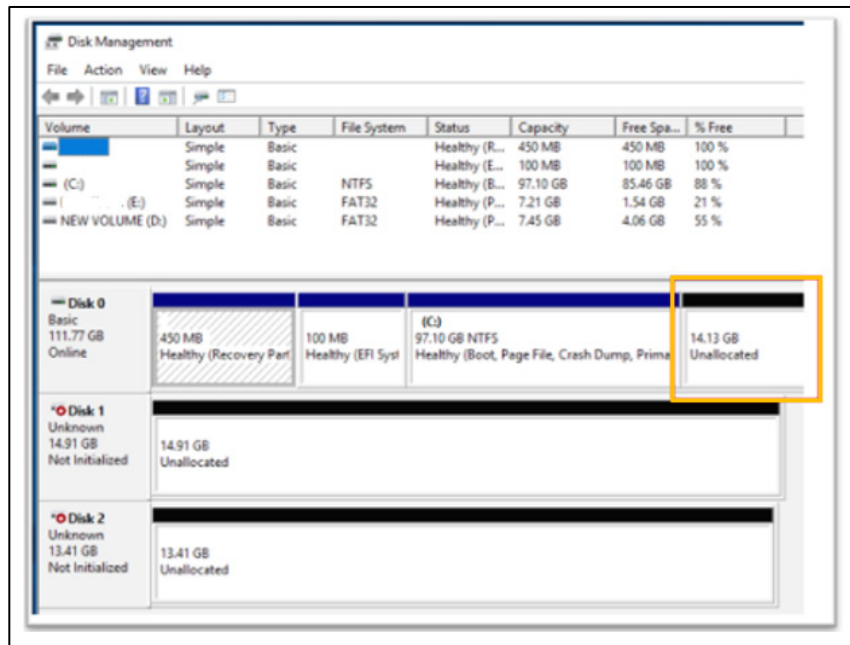 Disk Management
File Action View Help
Volume Layout Type File System Status Capacity Free Spa... % Free
Simple Basic Healthy (R... 450 MB 450 MB 100 %
Simple Basic Healthy (E... 100 MB 100 MB 100 %
(C:) Simple Basic NTFS Healthy (B... 97.10 GB 85.46 GB 88 %
(E:) Simple Basic FAT32 Healthy (P... 7.21 GB 1.54 GB 21 %
NEW VOLUME (D:) Simple Basic FAT32 Healthy (P... 7.45 GB 4.06 GB 55 %
Disk 0
Basic
111.77 GB
Online
450 MB
Healthy (Recovery Part
100 MB
Healthy (EFI Syst
(C:)
97.10 GB NTFS
Healthy (Boot, Page File, Crash Dump, Prima
14.13 GB
Unallocated
Disk 1
Unknown
14.91 GB
Not Initialized
14.91 GB
Unallocated
Disk 2
Unknown
13.41 GB
Not Initialized
13.41 GB
Unallocated